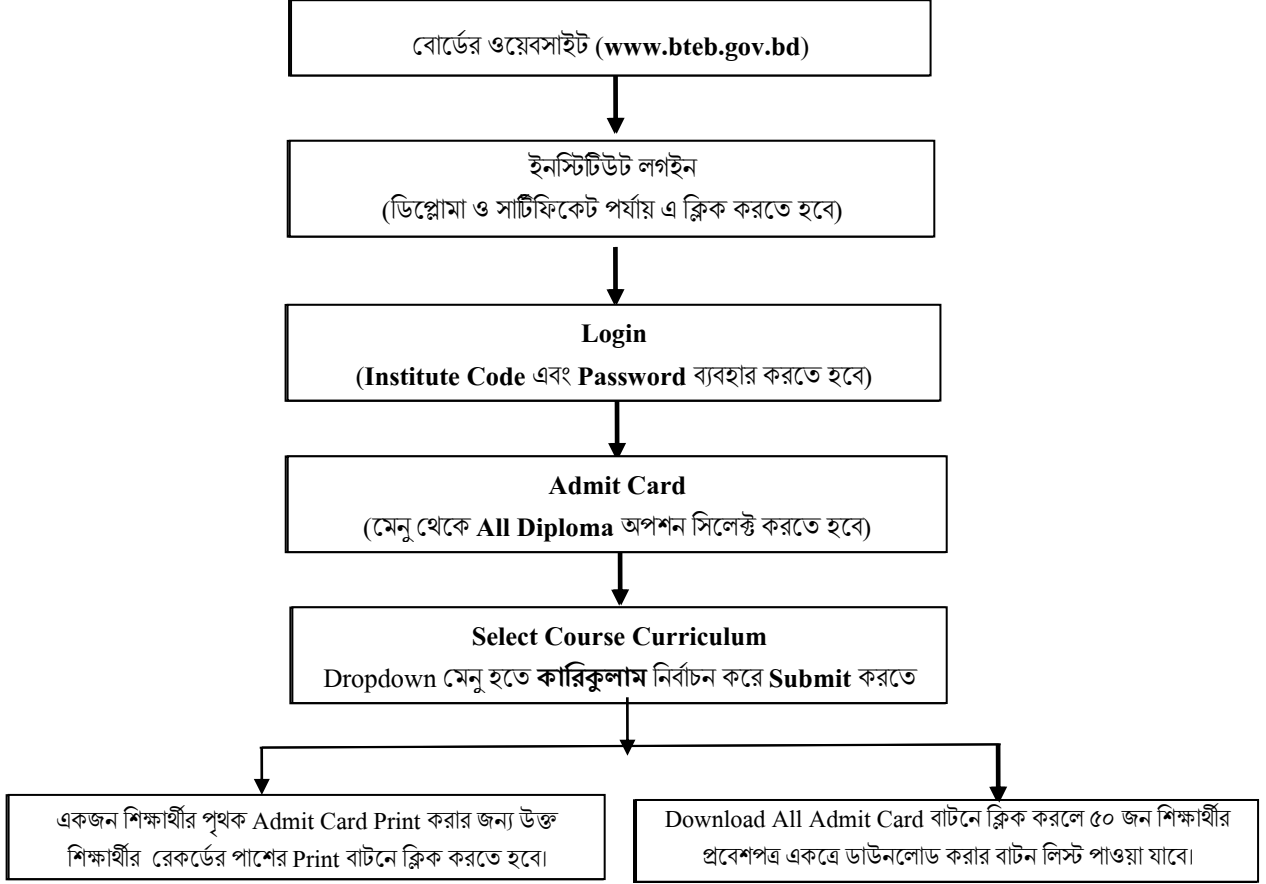 বোর্ডের ওয়েবসাইট (www.bteb.gov.bd)
ইনস্টিটিউট লগইন
(ডিপ্লোমা ও সার্টিফিকেট পর্যায় এ ক্লিক করতে হবে)
Login
(Institute Code এবং Password ব্যবহার করতে হবে)
Admit Card
(মেনু থেকে All Diploma অপশন সিলেক্ট করতে হবে)
Select Course Curriculum
Dropdown মেনু হতে কারিকুলাম নির্বাচন করে Submit করতে
একজন শিক্ষার্থীর পৃথক Admit Card Print করার জন্য উক্ত
শিক্ষার্থীর রেকর্ডের পাশের Print বাটনে ক্লিক করতে হবে।
Download All Admit Card বাটনে ক্লিক করলে ৫০ জন শিক্ষার্থীর
প্রবেশপত্র একত্রে ডাউনলোড করার বাটন লিস্ট পাওয়া যাবে।